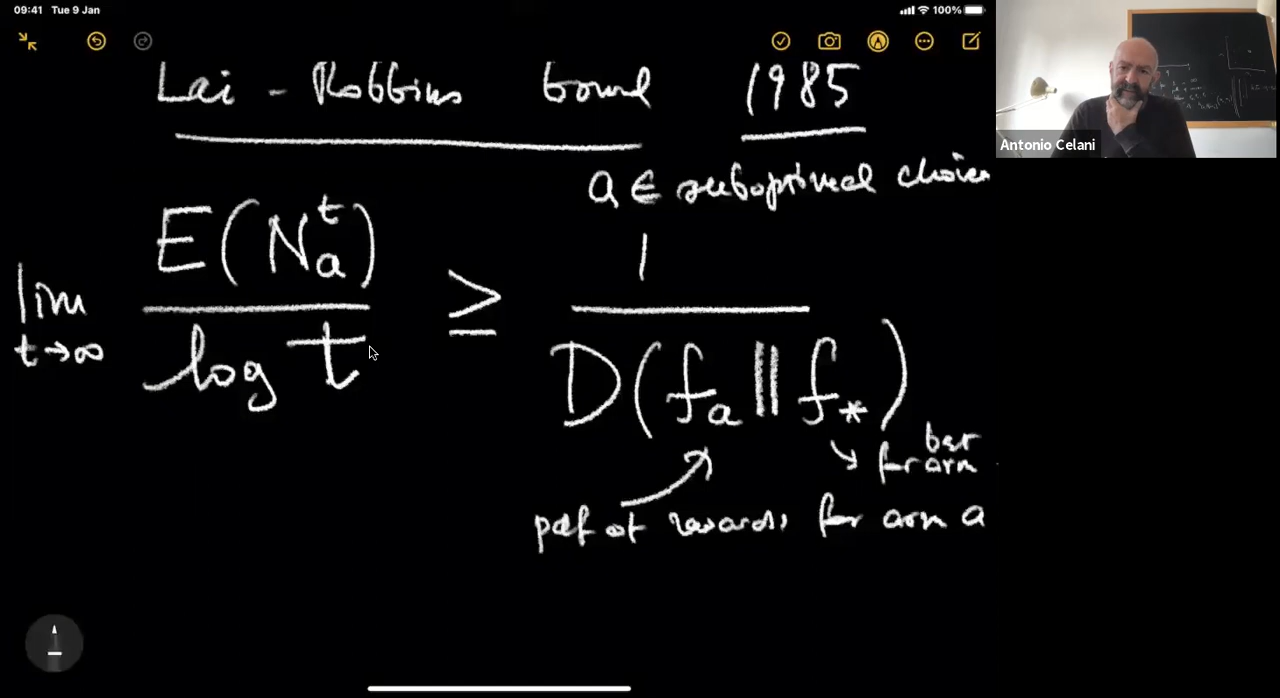 09:41 Tue 9 Jan 100%
Lai - Robbins bound 1985
a ∈ suboptimal choices
lim t→∞ E(N_a^t) / log t ≥ 1 / D(f_a || f_*)
best
for arm
pdf of rewards for arm a
Antonio Celani